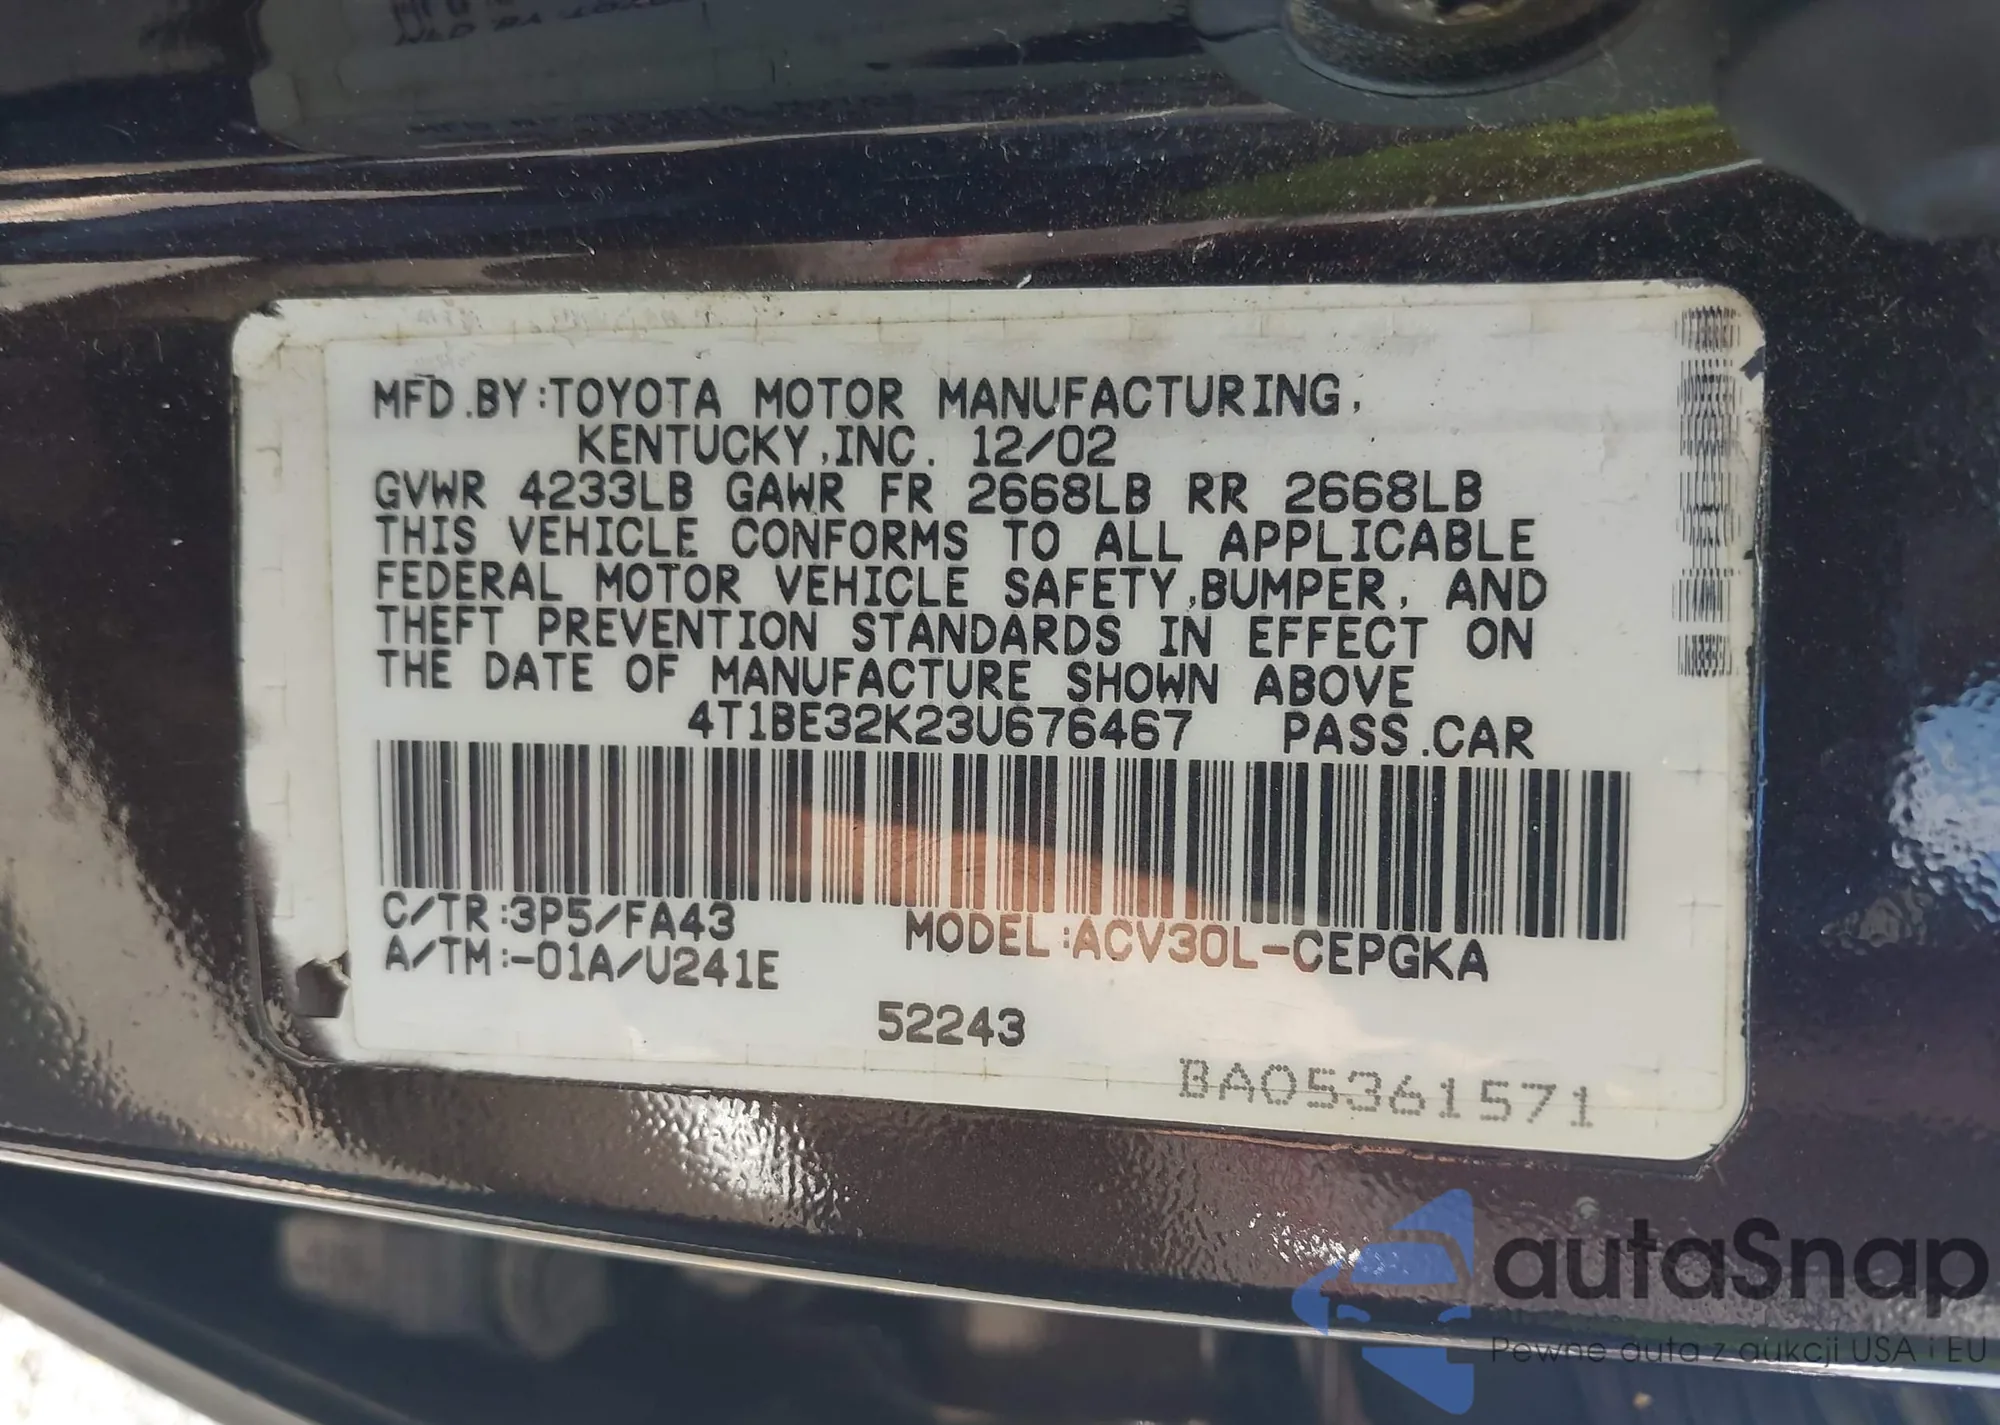 MFD.BY:TOYOTA MOTOR MANUFACTURING,
KENTUCKY,INC. 12/02
GVWR 4233LB GAWR FR 2668LB RR 2668LB
THIS VEHICLE CONFORMS TO ALL APPLICABLE
FEDERAL MOTOR VEHICLE SAFETY,BUMPER, AND
THEFT PREVENTION STANDARDS IN EFFECT ON
THE DATE OF MANUFACTURE SHOWN ABOVE
4T1BE32K23U676467 PASS.CAR
C/TR:3P5/FA43 MODEL:ACV30L-CEPGKA
A/TM:-01A/U241E
52243
BA05361571
autaSnap
Pewne auta z aukcji USA i EU